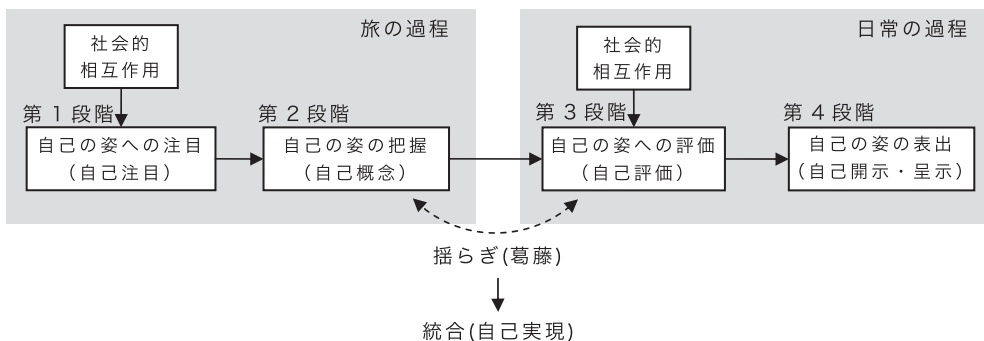 旅の過程
社会的
相互作用
第1段階
自己の姿への注目
(自己注目)
第2段階
自己の姿の把握
(自己概念)
日常の過程
社会的
相互作用
第3段階
自己の姿への評価
(自己評価)
第4段階
自己の姿の表出
(自己開示・呈示)
揺らぎ(葛藤)
統合(自己実現)